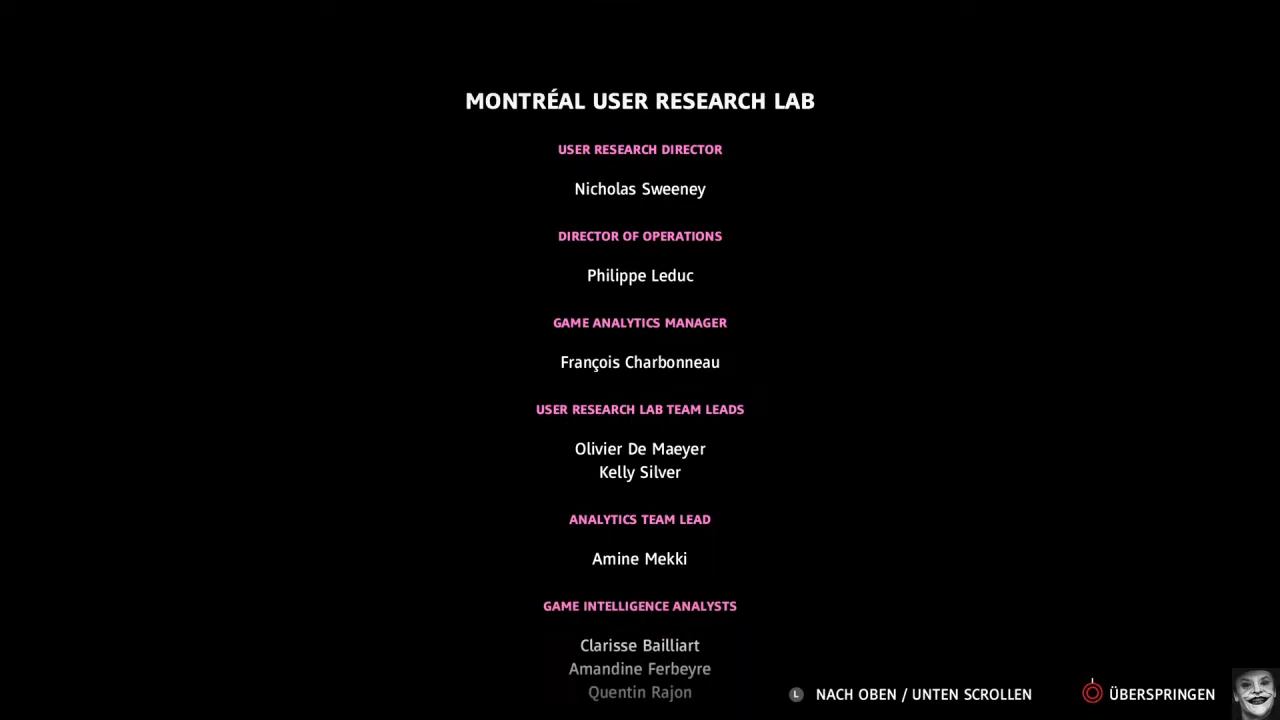 MONTRÉAL USER RESEARCH LAB
USER RESEARCH DIRECTOR
Nicholas Sweeney
DIRECTOR OF OPERATIONS
Philippe Leduc
GAME ANALYTICS MANAGER
François Charbonneau
USER RESEARCH LAB TEAM LEADS
Olivier De Maeyer
Kelly Silver
ANALYTICS TEAM LEAD
Amine Mekki
GAME INTELLIGENCE ANALYSTS
Clarisse Bailliart
Amandine Ferbeyre
Quentin Rajon
L NACH OBEN / UNTEN SCROLLEN ÜBERSPRINGEN